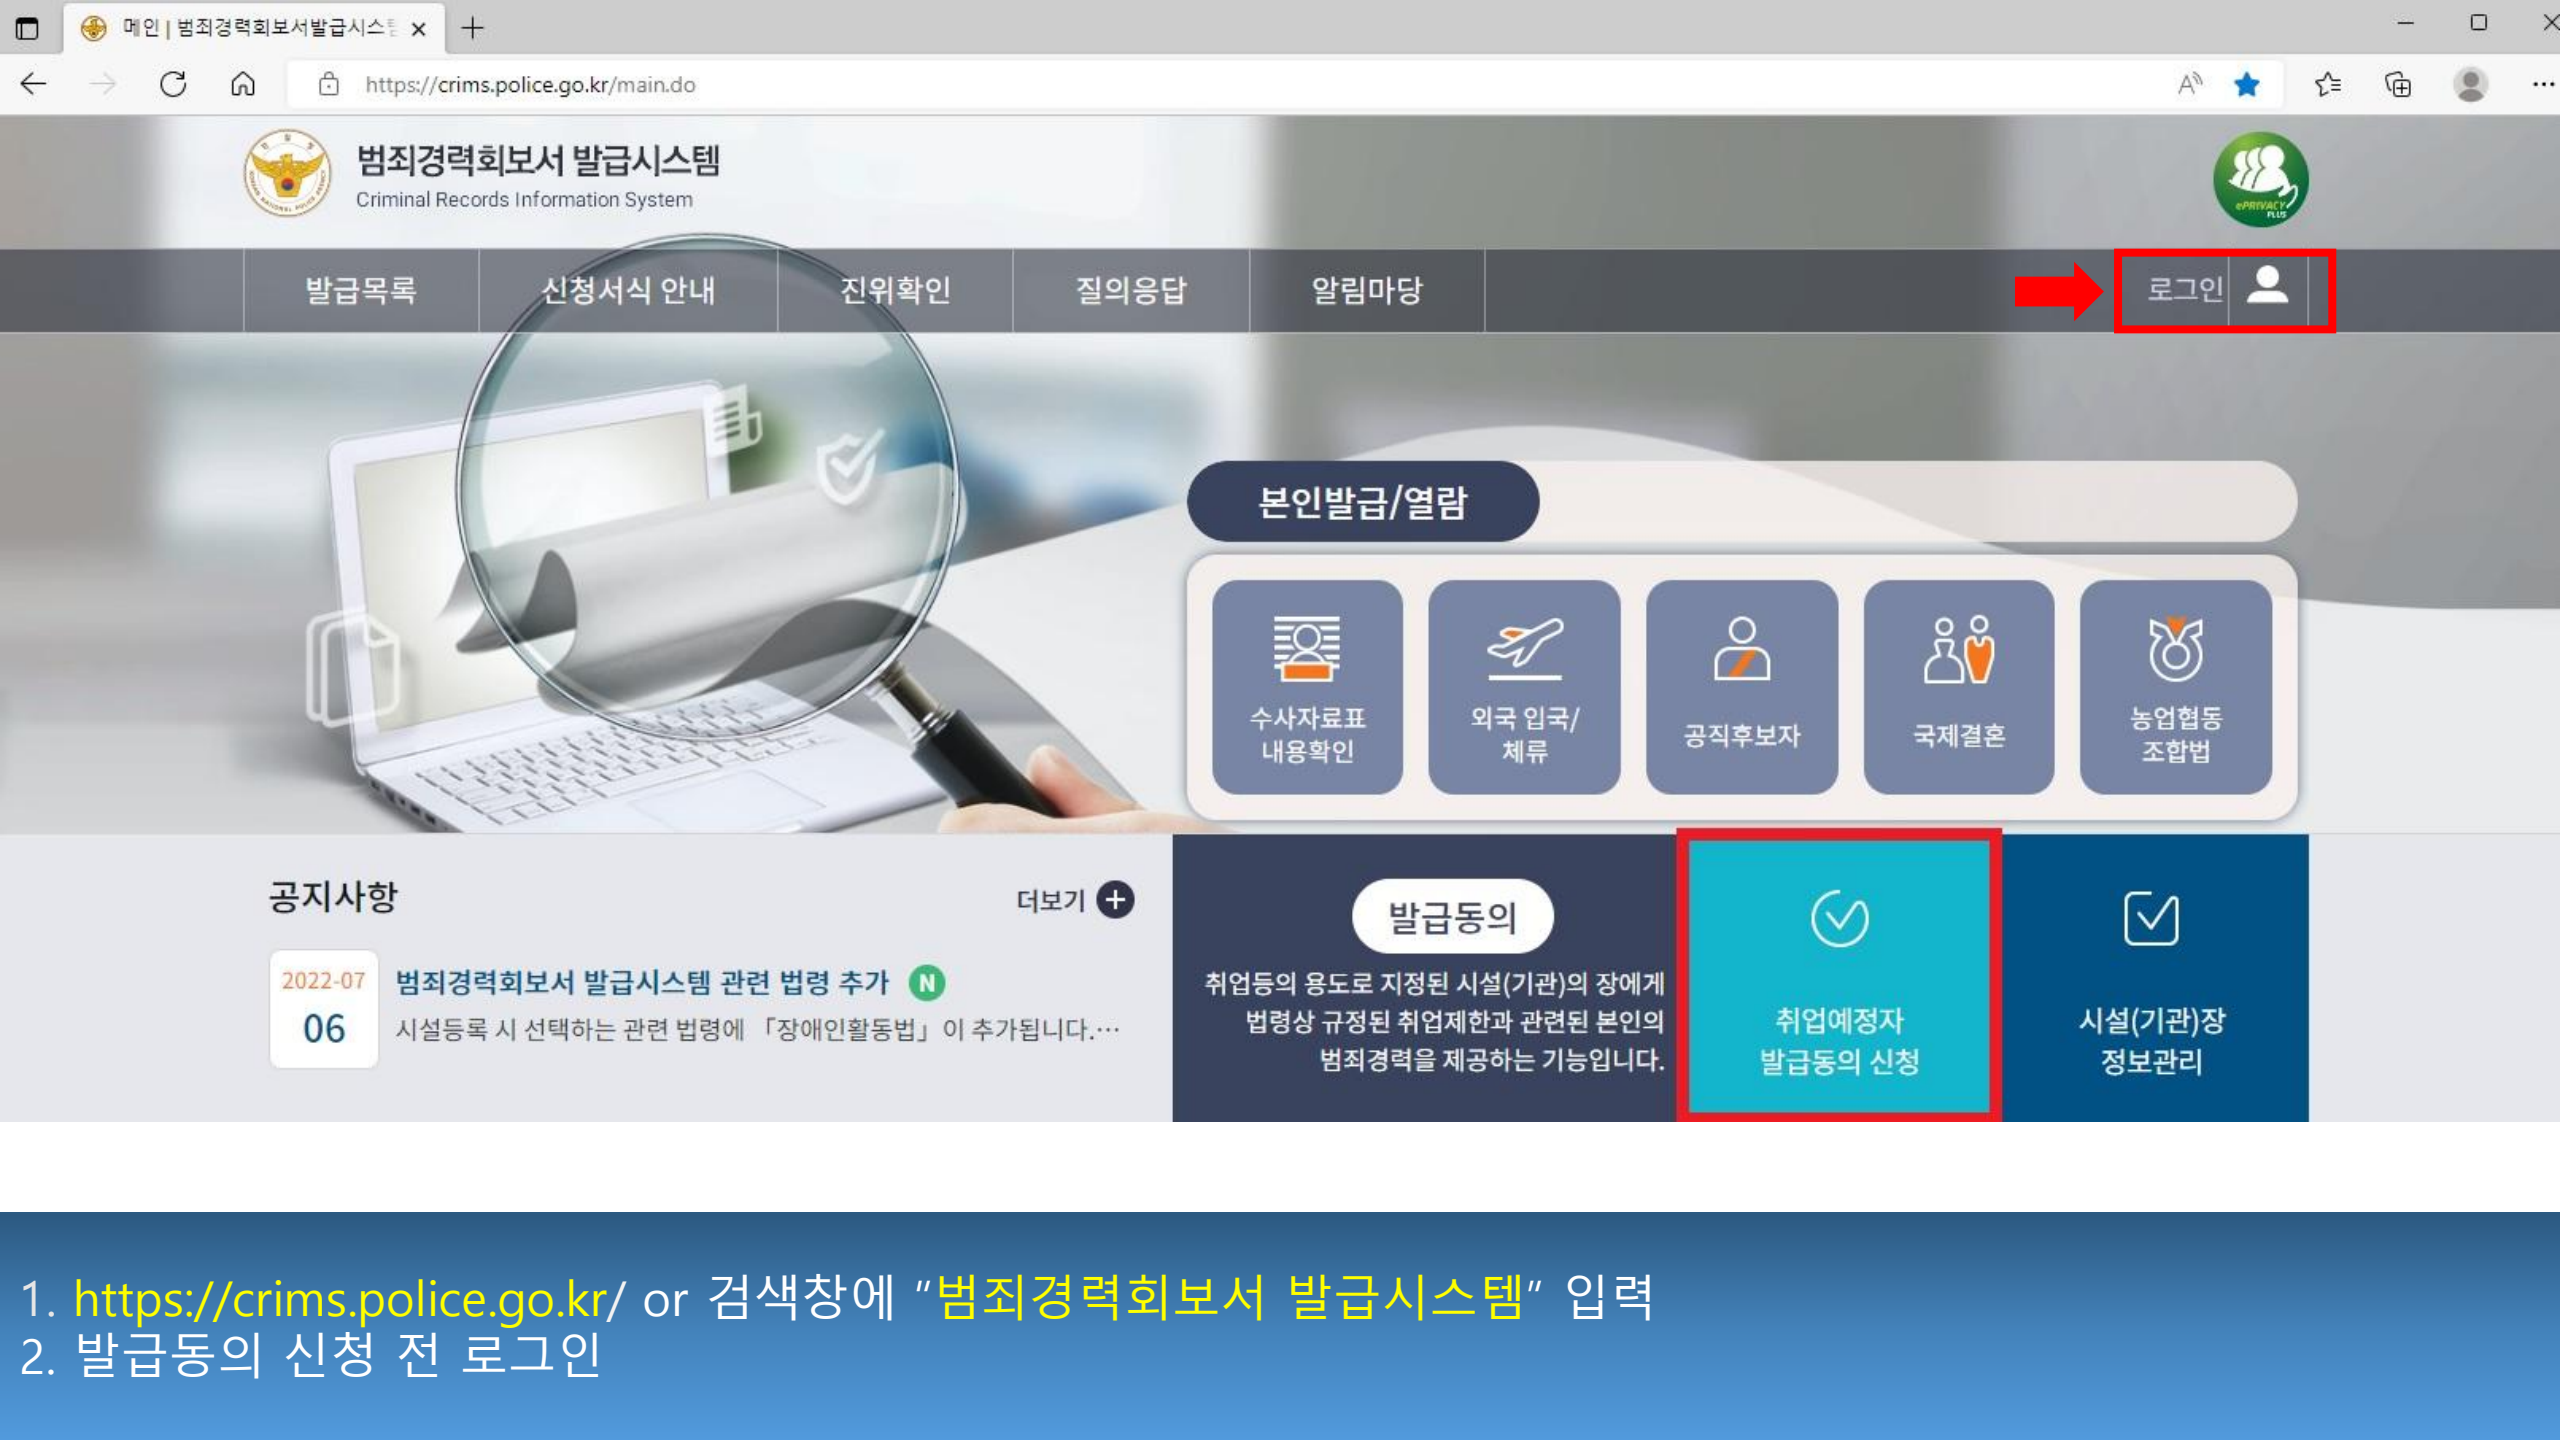 메인 | 범죄경력회보서발급시스템
https://crims.police.go.kr/main.do
범죄경력회보서 발급시스템
Criminal Records Information System
ePRIVACY
PLUS
발급목록
신청서식 안내
진위확인
질의응답
알림마당
로그인
본인발급/열람
수사자료표
내용확인
외국 입국/
체류
공직후보자
국제결혼
농업협동
조합법
공지사항
더보기
2022-07
06
범죄경력회보서 발급시스템 관련 법령 추가 N
시설등록 시 선택하는 관련 법령에 「장애인활동법」이 추가됩니다.…
발급동의
취업등의 용도로 지정된 시설(기관)의 장에게
법령상 규정된 취업제한과 관련된 본인의
범죄경력을 제공하는 기능입니다.
취업예정자
발급동의 신청
시설(기관)장
정보관리
1. https://crims.police.go.kr/ or 검색창에 “범죄경력회보서 발급시스템” 입력
2. 발급동의 신청 전 로그인